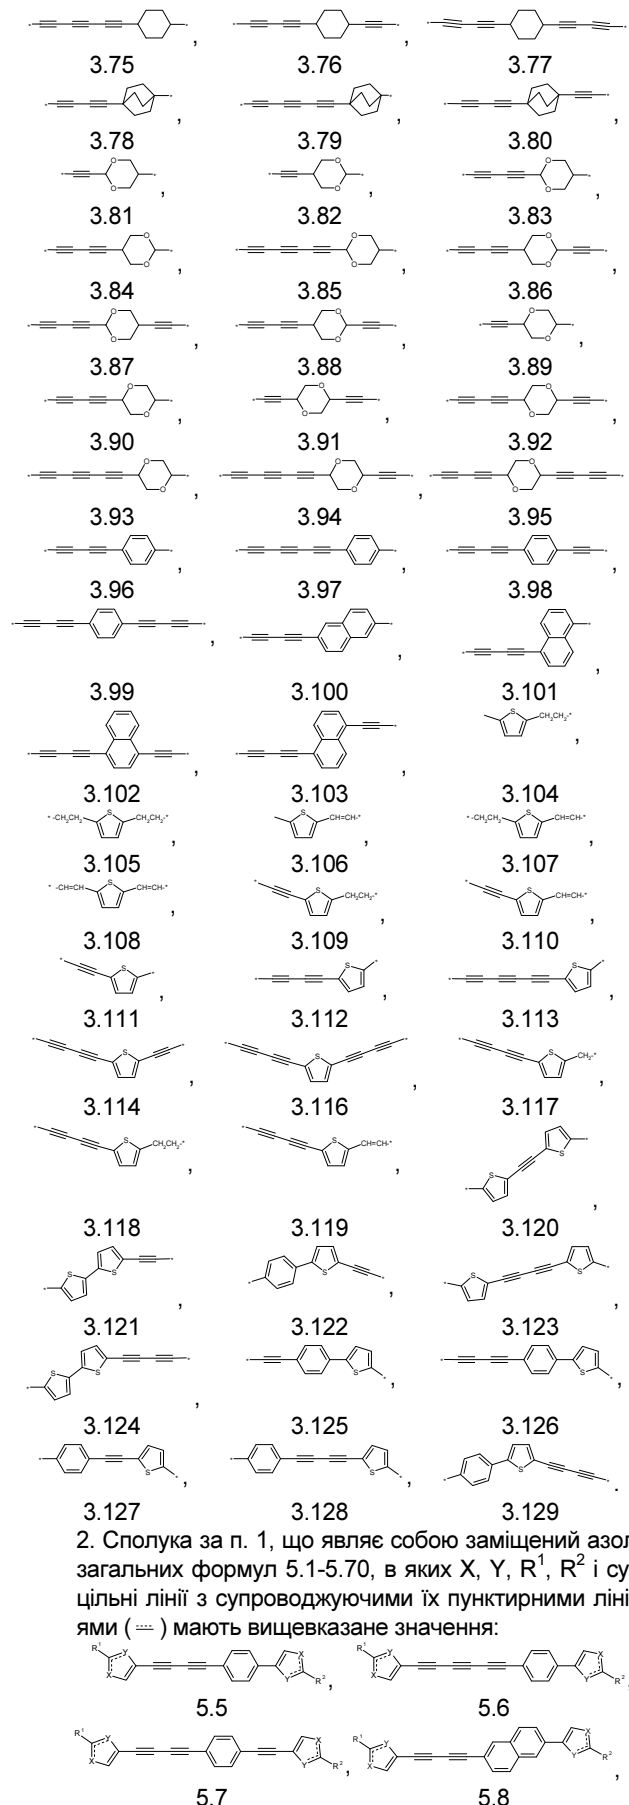 3.75 3.76 3.77
3.78 3.79 3.80
3.81 3.82 3.83
3.84 3.85 3.86
3.87 3.88 3.89
3.90 3.91 3.92
3.93 3.94 3.95
3.96 3.97 3.98
3.99 3.100 3.101
3.102 3.103 3.104
3.105 3.106 3.107
3.108 3.109 3.110
3.111 3.112 3.113
3.114 3.116 3.117
3.118 3.119 3.120
3.121 3.122 3.123
3.124 3.125 3.126
3.127 3.128 3.129
2. Сполука за п. 1, що являє собою заміщений азол
загальних формул 5.1-5.70, в яких X, Y, R¹, R² і су
цільні лінії з супроводжуючими їх пунктирними ліні
ями ( ) мають вищевказане значення:
5.5 5.6
5.7 5.8